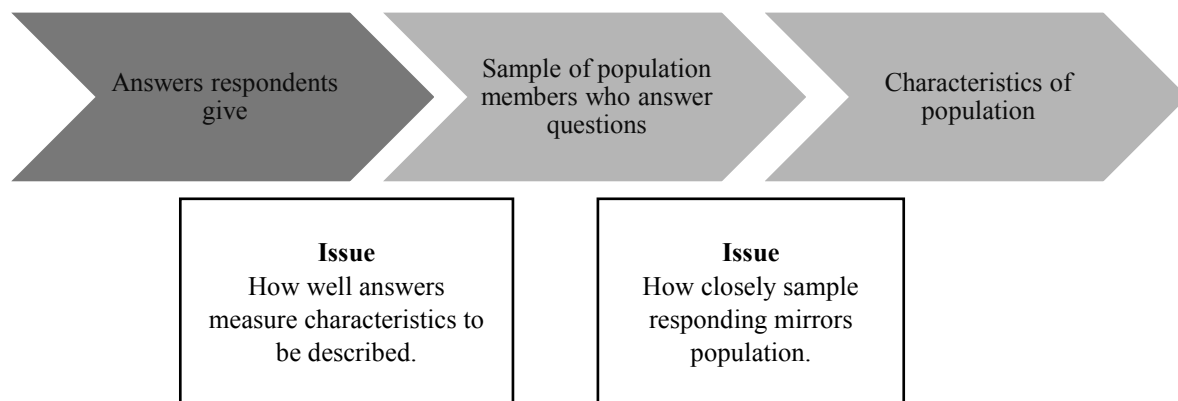 Answers respondents
give
Sample of population
members who answer
questions
Characteristics of
population
Issue
How well answers
measure characteristics to
be described.
Issue
How closely sample
responding mirrors
population.